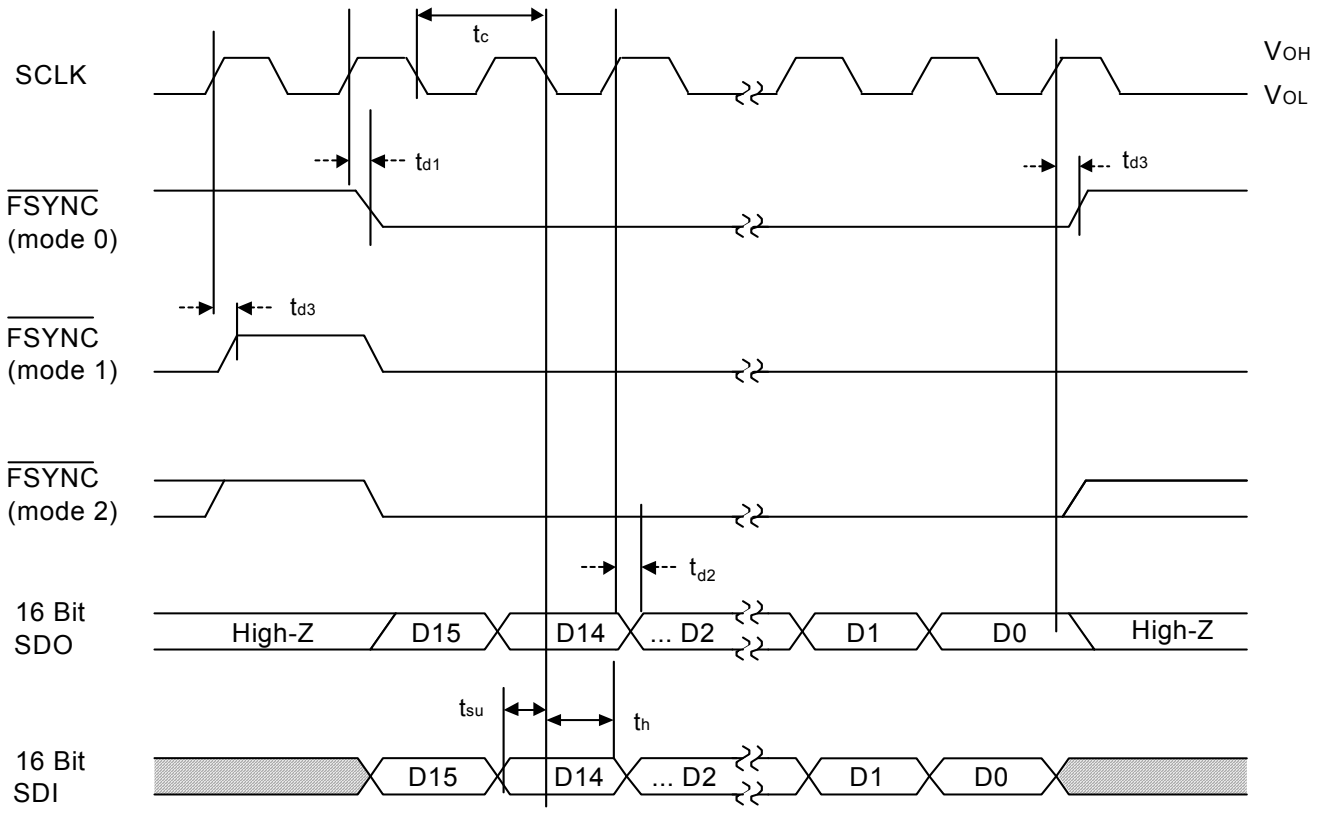 tc
SCLK
VOH
VOL
td1
td3
FSYNC
(mode 0)
td3
FSYNC
(mode 1)
FSYNC
(mode 2)
td2
16 Bit
SDO
High-Z D15 D14 ... D2 D1 D0 High-Z
tsu
th
16 Bit
SDI
D15 D14 ... D2 D1 D0